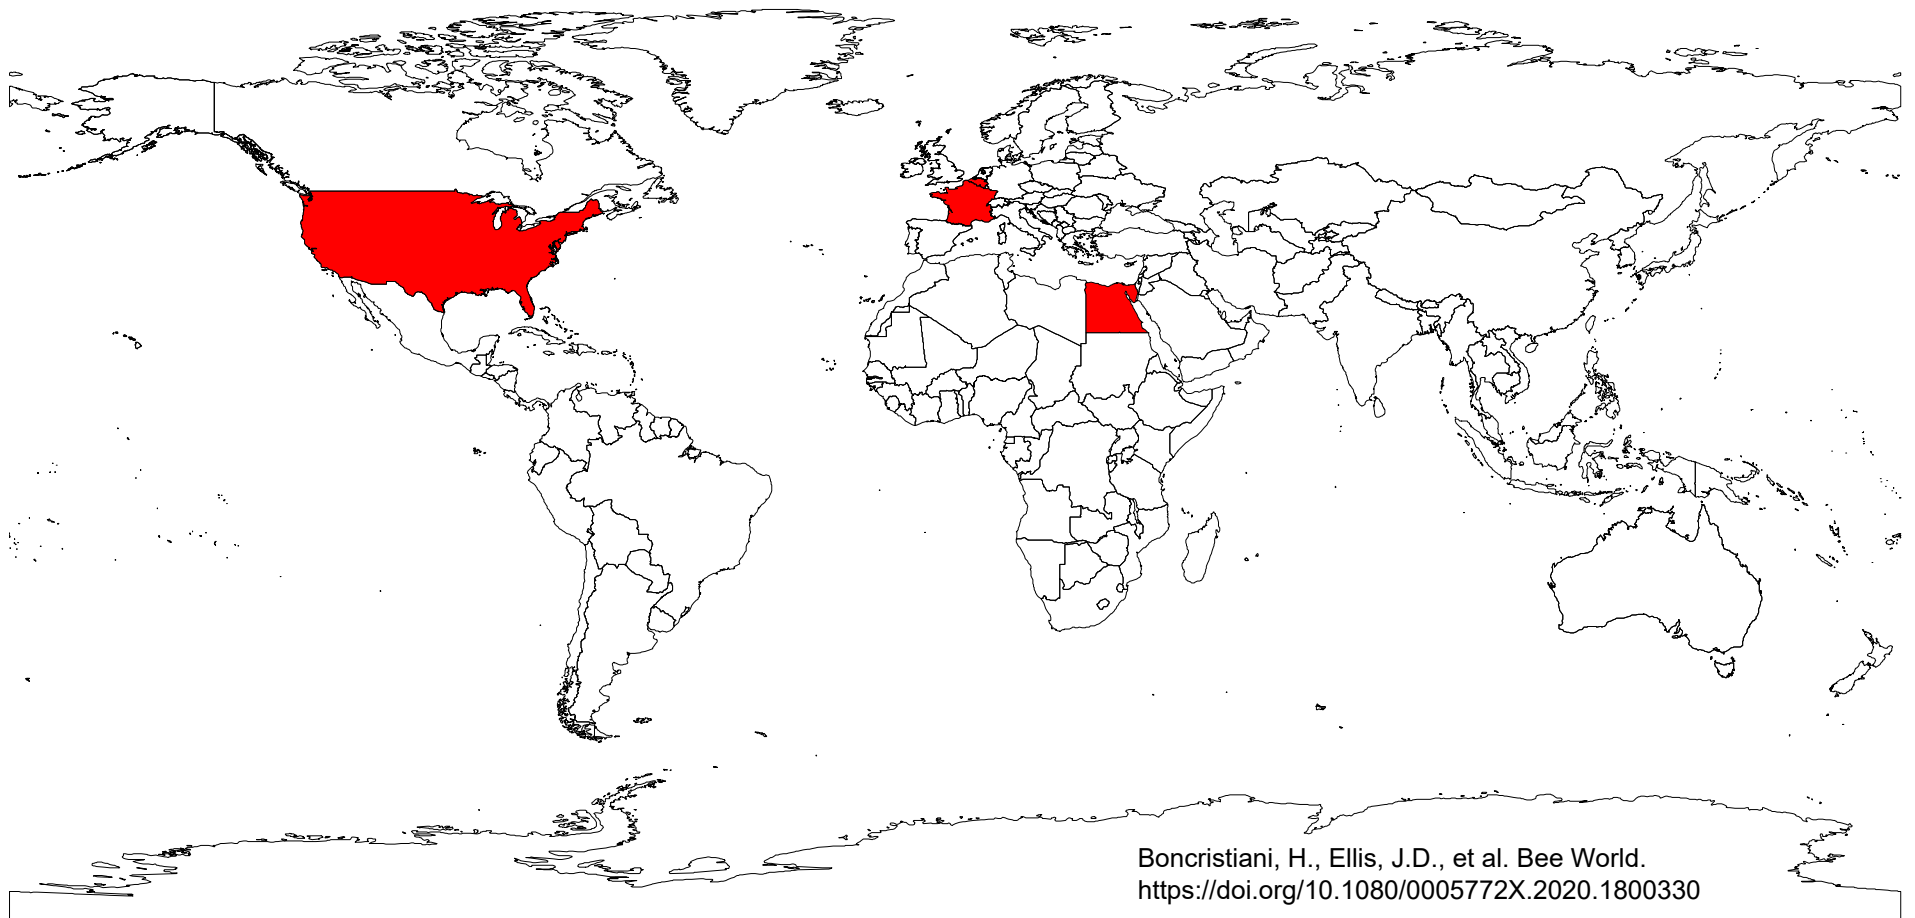 Boncristiani, H., Ellis, J.D., et al. Bee World.
https://doi.org/10.1080/0005772X.2020.1800330